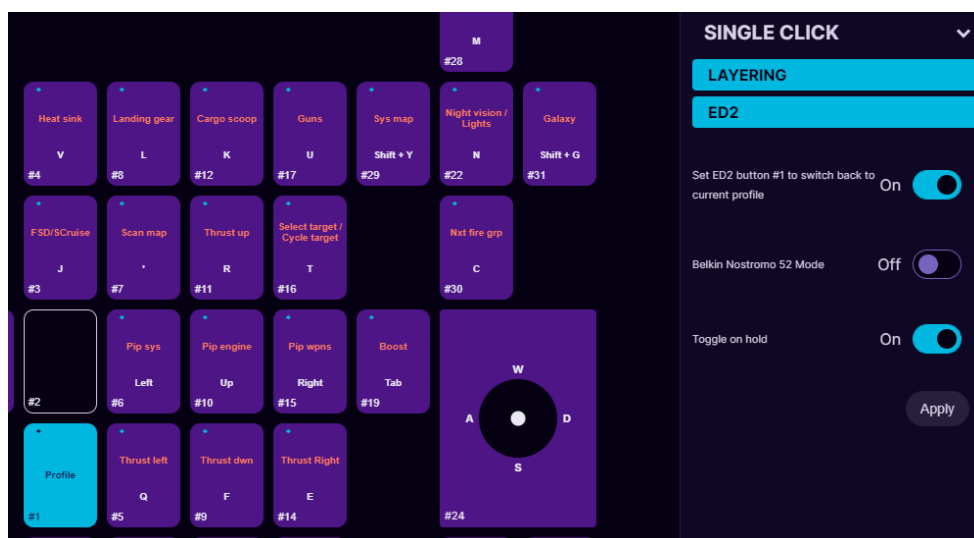 M
#28
Heat sink
V
#4
Landing gear
L
#8
Cargo scoop
K
#12
Guns
U
#17
Sys map
Shift + Y
#29
Night vision /
Lights
N
#22
Galaxy
Shift + G
#31
FSD/SCruise
J
#3
Scan map
'
#7
Thrust up
R
#11
Select target /
Cycle target
T
#16
Nxt fire grp
C
#30
#2
Pip sys
Left
#6
Pip engine
Up
#10
Pip wpns
Right
#15
Boost
Tab
#19
W
A
D
S
#24
Profile
#1
Thrust left
Q
#5
Thrust dwn
F
#9
Thrust Right
E
#14
SINGLE CLICK
LAYERING
ED2
Set ED2 button #1 to switch back to
current profile
On
Belkin Nostromo 52 Mode
Off
Toggle on hold
On
Apply